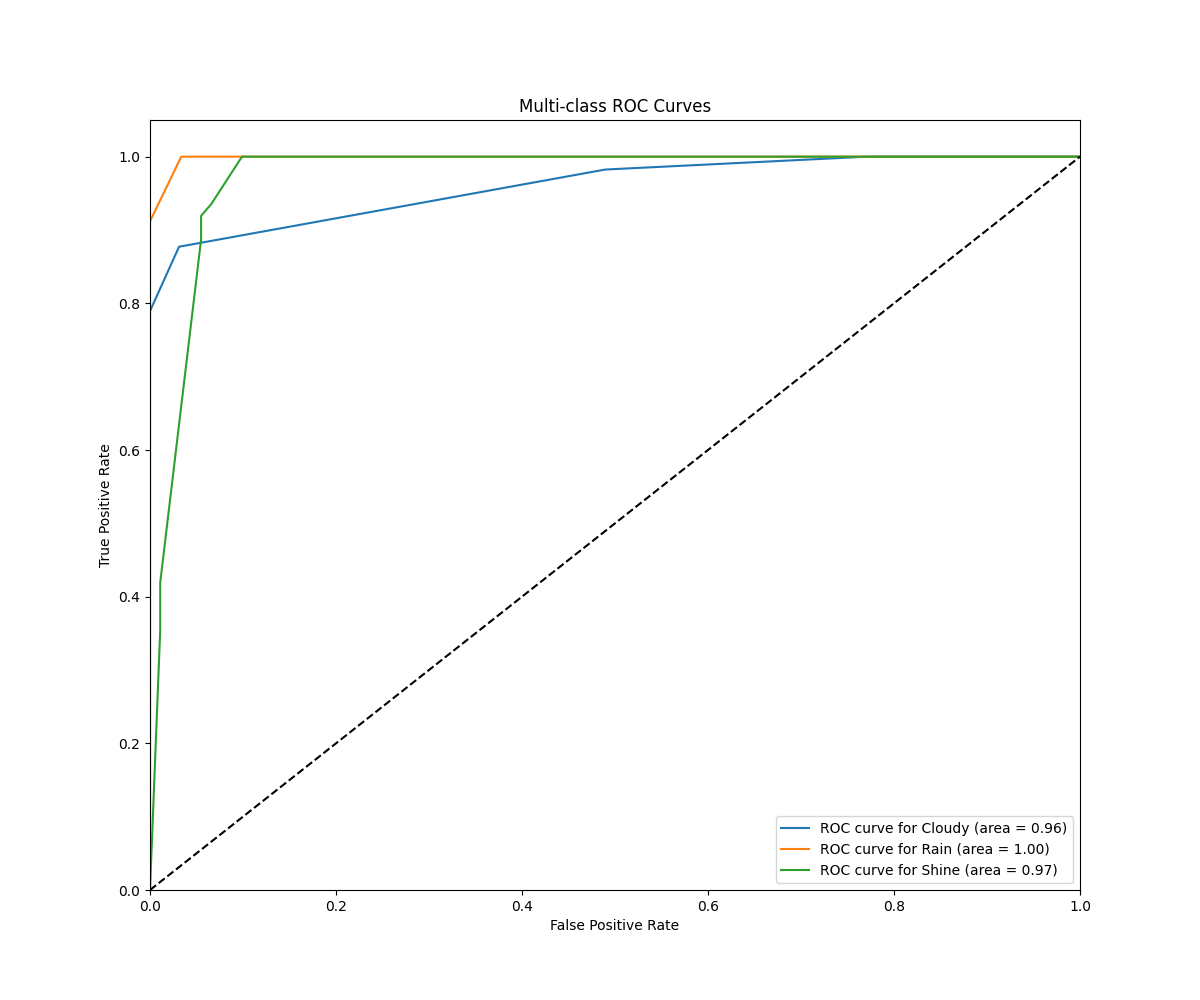 Multi-class ROC Curves
True Positive Rate
1.0
0.8
0.6
0.4
0.2
0.0
0.0 0.2 0.4 0.6 0.8 1.0
False Positive Rate
ROC curve for Cloudy (area = 0.96)
ROC curve for Rain (area = 1.00)
ROC curve for Shine (area = 0.97)